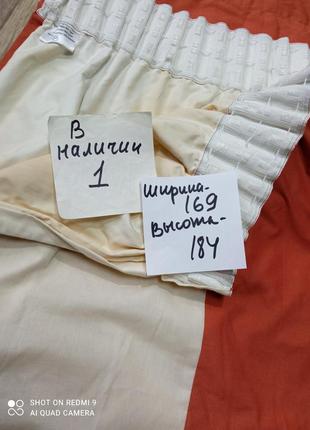 В
наличии
1
ширина-
169
Высота-
184
SHOT ON REDMI 9
AI QUAD CAMERA